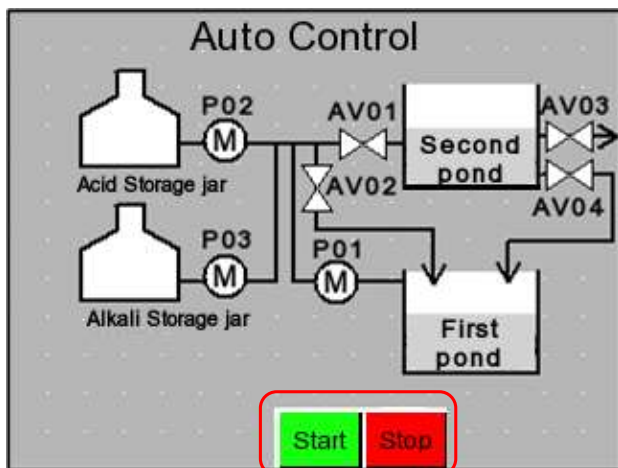 Auto Control
P02
AV01
AV03
Second
pond
Acid Storage jar
AV02
AV04
P03
P01
Alkali Storage jar
First
pond
Start
Stop
M
M
M